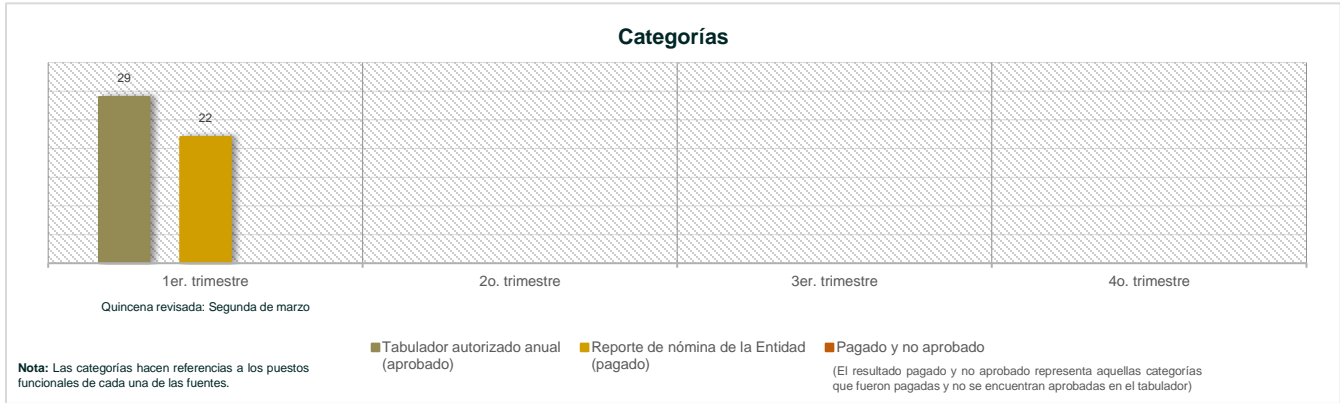 Categorías
29
22
1er. trimestre
2o. trimestre
3er. trimestre
4o. trimestre
Quincena revisada: Segunda de marzo
Tabulador autorizado anual
(aprobado)
Reporte de nómina de la Entidad
(pagado)
Pagado y no aprobado
(El resultado pagado y no aprobado representa aquellas categorías
que fueron pagadas y no se encuentran aprobadas en el tabulador)
Nota: Las categorías hacen referencias a los puestos
funcionales de cada una de las fuentes.